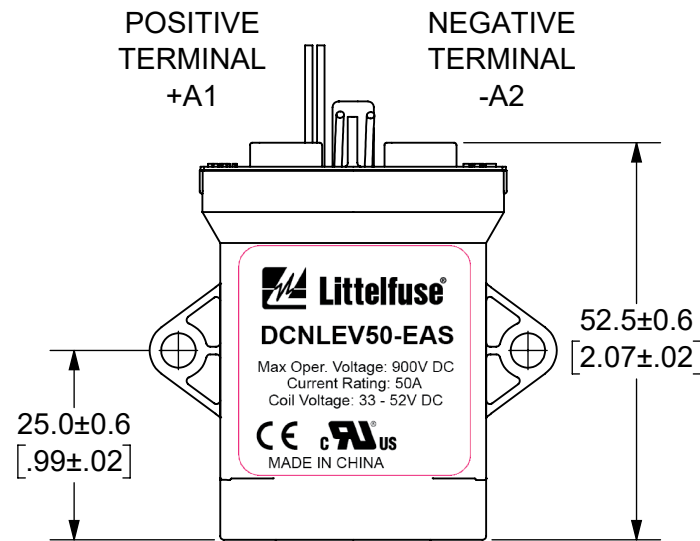 POSITIVE
TERMINAL
+A1
NEGATIVE
TERMINAL
-A2
Littelfuse®
DCNLEV50-EAS
Max Oper. Voltage: 900V DC
Current Rating: 50A
Coil Voltage: 33 - 52V DC
CE c RU® US
MADE IN CHINA
52.5±0.6
[2.07±.02]
25.0±0.6
[.99±.02]